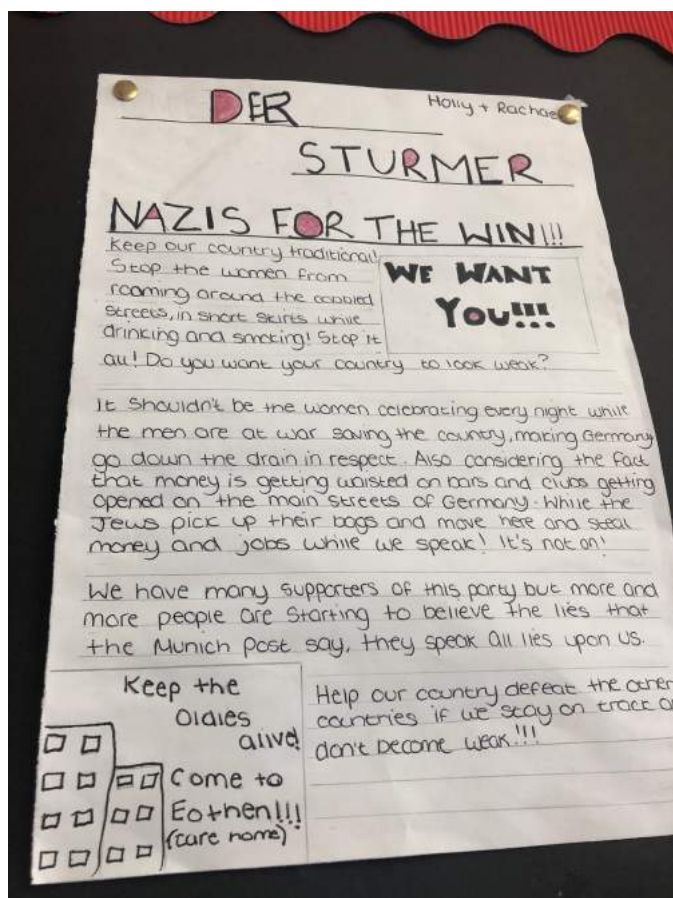 DER
Holly + Rachae
STURMER
NAZIS FOR THE WIN!!!
Keep our country traditional!
Stop the women from
roaming around the cobbled
streets, in short skirts while
drinking and smoking! Stop it
all! Do you want your country to look weak?
WE WANT
YOU!!!
It shouldn't be the women celebrating every night while
the men are at war saving the country, making Germany
go down the drain in respect. Also considering the fact
that money is getting waisted on bars and clubs getting
opened on the main streets of Germany. While the
Jews pick up their bags and move here and steal
money and jobs while we speak! It's not on!
We have many supporters of this party but more and
more people are starting to believe the lies that
the Munich Post say, they speak all lies upon us.
Keep the
Oldies
alive!
Come to
Eothen!!!
(care home)
Help our country defeat the other
countries if we stay on track a
don't become weak!!!